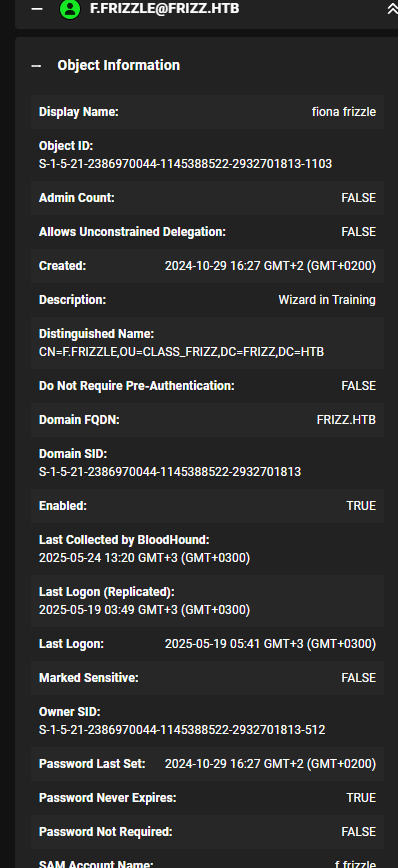 F.FRIZZLE@FRIZZ.HTB
Object Information
Display Name: fiona frizzle
Object ID:
S-1-5-21-2386970044-1145388522-2932701813-1103
Admin Count: FALSE
Allows Unconstrained Delegation: FALSE
Created: 2024-10-29 16:27 GMT+2 (GMT+0200)
Description: Wizard in Training
Distinguished Name:
CN=F.FRIZZLE,OU=CLASS_FRIZZ,DC=FRIZZ,DC=HTB
Do Not Require Pre-Authentication: FALSE
Domain FQDN: FRIZZ.HTB
Domain SID:
S-1-5-21-2386970044-1145388522-2932701813
Enabled: TRUE
Last Collected by BloodHound:
2025-05-24 13:20 GMT+3 (GMT+0300)
Last Logon (Replicated):
2025-05-19 03:49 GMT+3 (GMT+0300)
Last Logon: 2025-05-19 05:41 GMT+3 (GMT+0300)
Marked Sensitive: FALSE
Owner SID:
S-1-5-21-2386970044-1145388522-2932701813-512
Password Last Set: 2024-10-29 16:27 GMT+2 (GMT+0200)
Password Never Expires: TRUE
Password Not Required: FALSE
SAM Account Name: f.frizzle